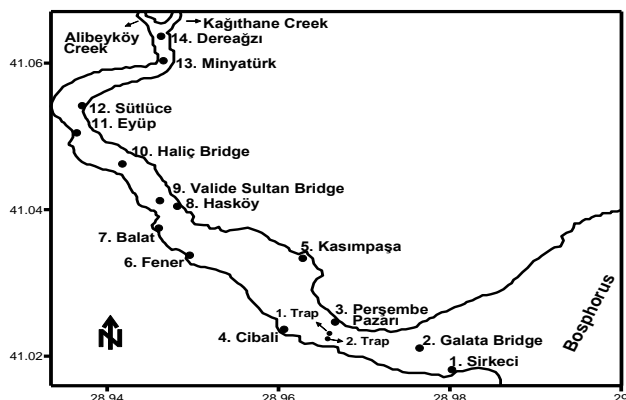 Kağıthane Creek
Alibeyköy
Creek
14. Dereağzı
13. Minyatürk
41.06
12. Sütlüce
11. Eyüp
10. Haliç Bridge
9. Valide Sultan Bridge
8. Hasköy
41.04
7. Balat
6. Fener
5. Kasımpaşa
1. Trap
3. Perşembe
Pazarı
4. Cibali
2. Trap
2. Galata Bridge
Bosphorus
N
41.02
1. Sirkeci
28.94
28.96
28.98
29